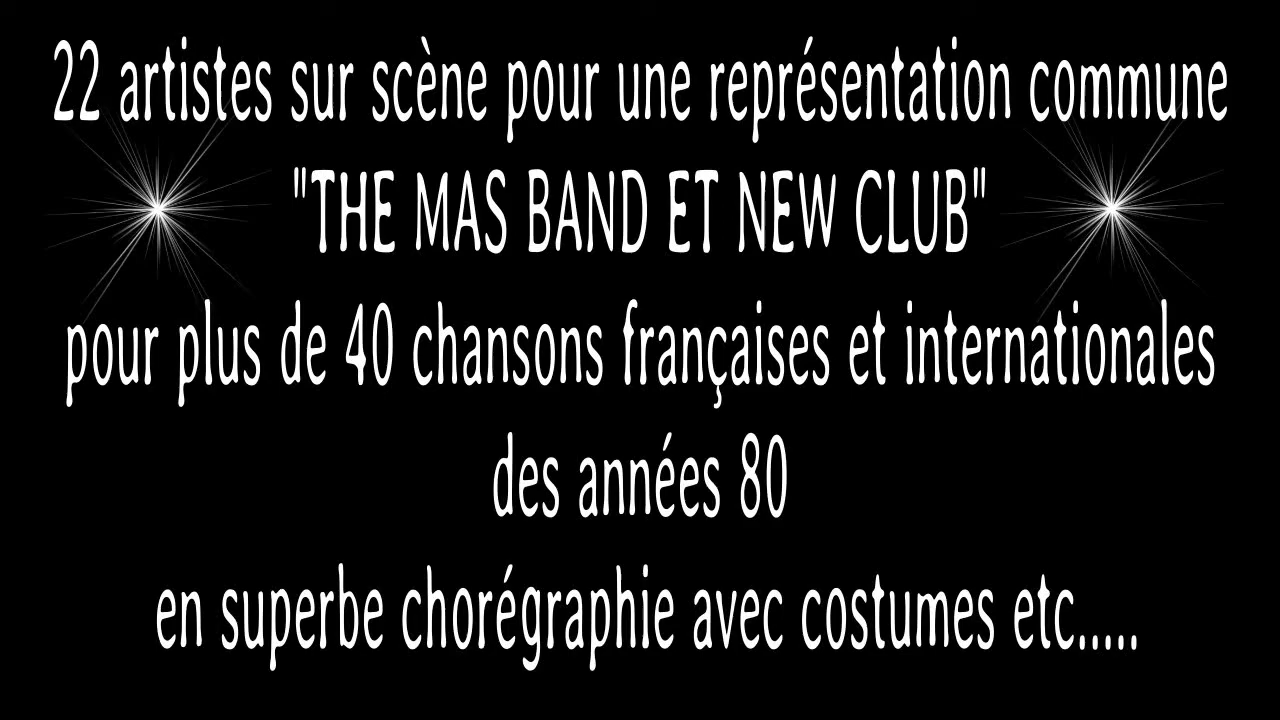 22 artistes sur scène pour une représentation commune
"THE MAS BAND ET NEW CLUB"
pour plus de 40 chansons françaises et internationales
des années 80
en superbe chorégraphie avec costumes etc.....